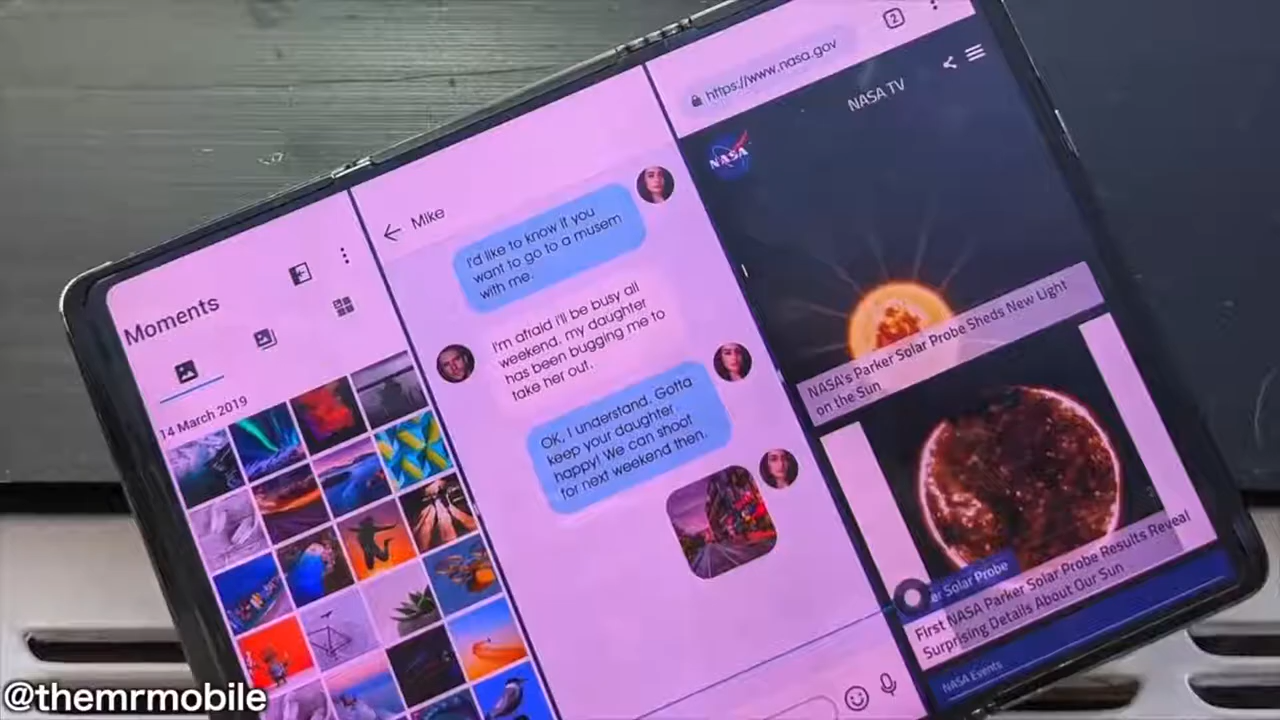 Moments
14 March 2019
Mike
I'd like to know if you
want to go to a musem
with me.
I'm afraid i'll be busy all
weekend. my daughter
has been bugging me to
take her out.
OK, I understand. Gotta
keep your daughter
happy! We can shoot
for next weekend then.
2
https://www.nasa.gov
NASA TV
NASA
NASA's Parker Solar Probe Sheds New Light
on the Sun
er Solar Probe
First NASA Parker Solar Probe Results Reveal
Surprising Details About Our Sun
NASA Events
@themrmobile